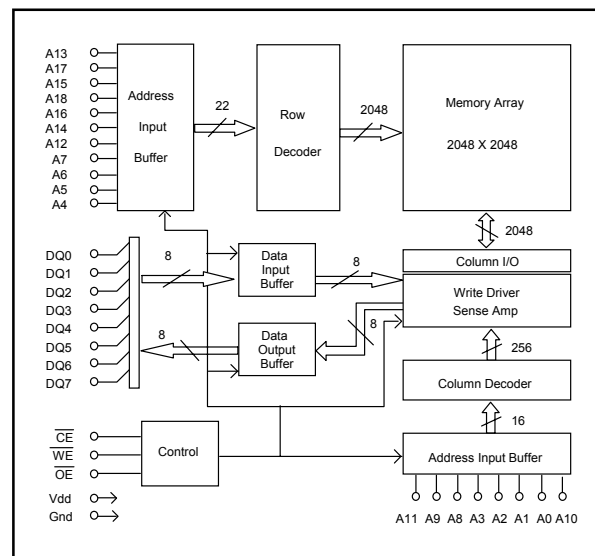 A13
A17
A15
A18
A16
A14
A12
A7
A6
A5
A4
Address
Input
Buffer
22
Row
Decoder
2048
Memory Array
2048 X 2048
2048
DQ0
DQ1
DQ2
DQ3
DQ4
DQ5
DQ6
DQ7
8
Data
Input
Buffer
8
Column I/O
Write Driver
Sense Amp
8
Data
Output
Buffer
8
256
Column Decoder
16
CE
WE
OE
Control
Address Input Buffer
Vdd
Gnd
A11 A9 A8 A3 A2 A1 A0 A10